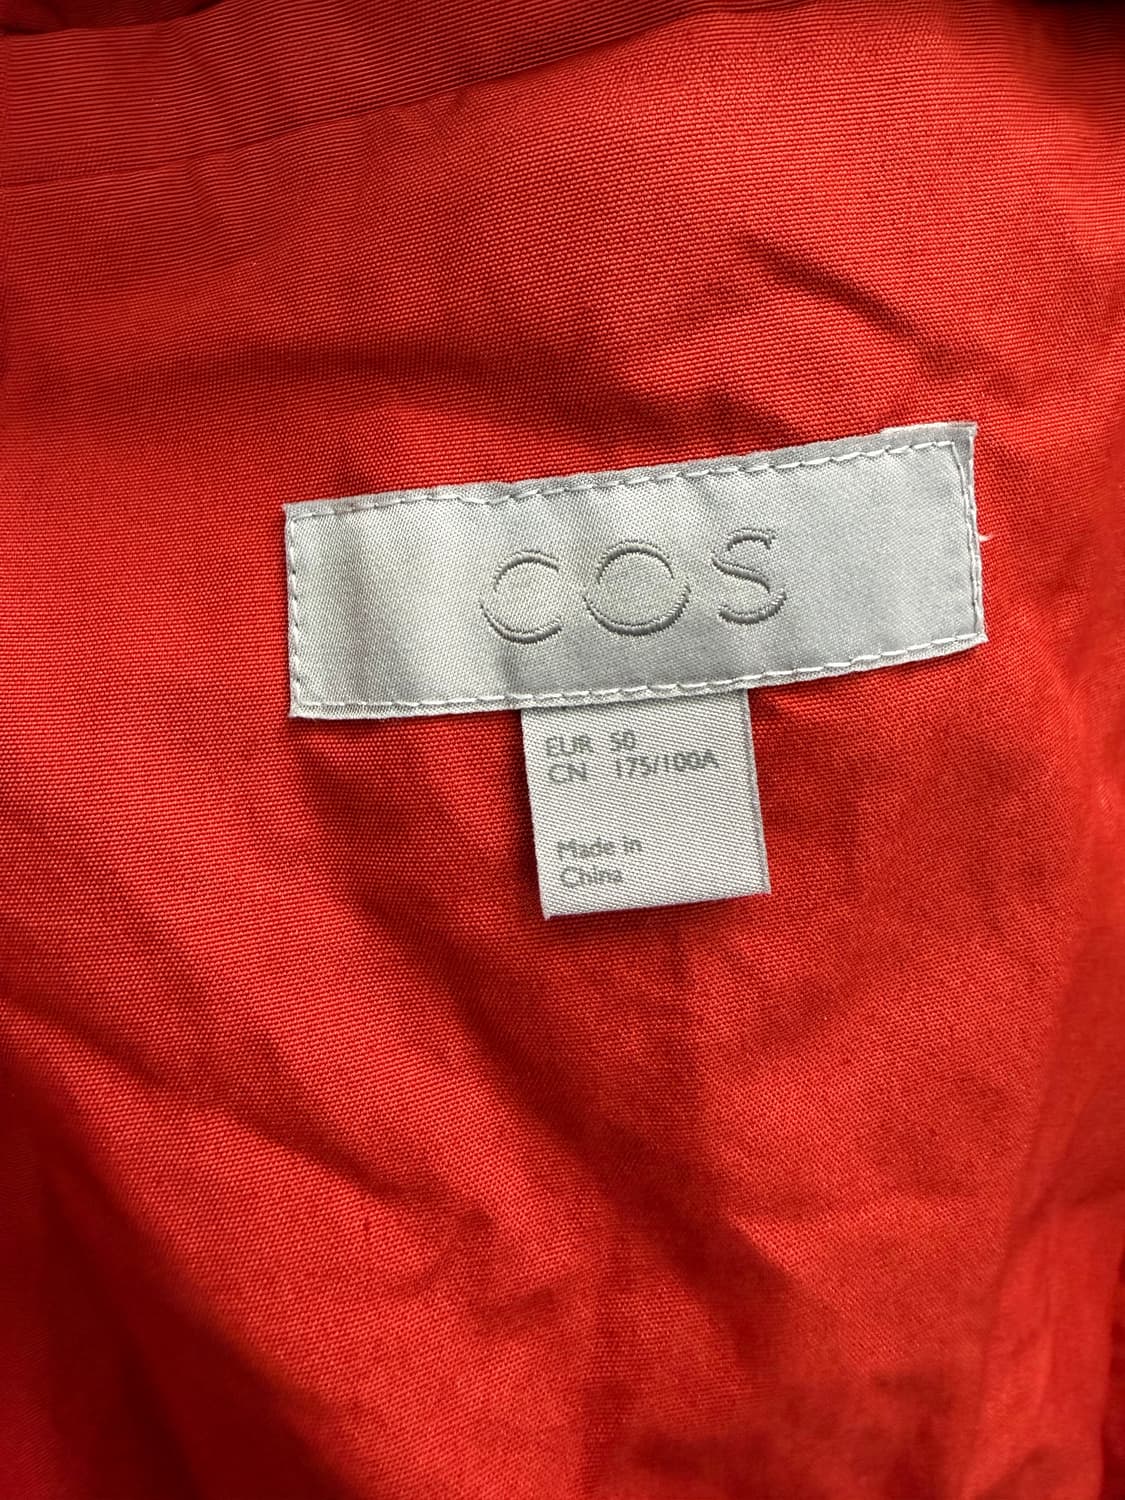 COS
EUR 50
CN 175/100A
Made in
China